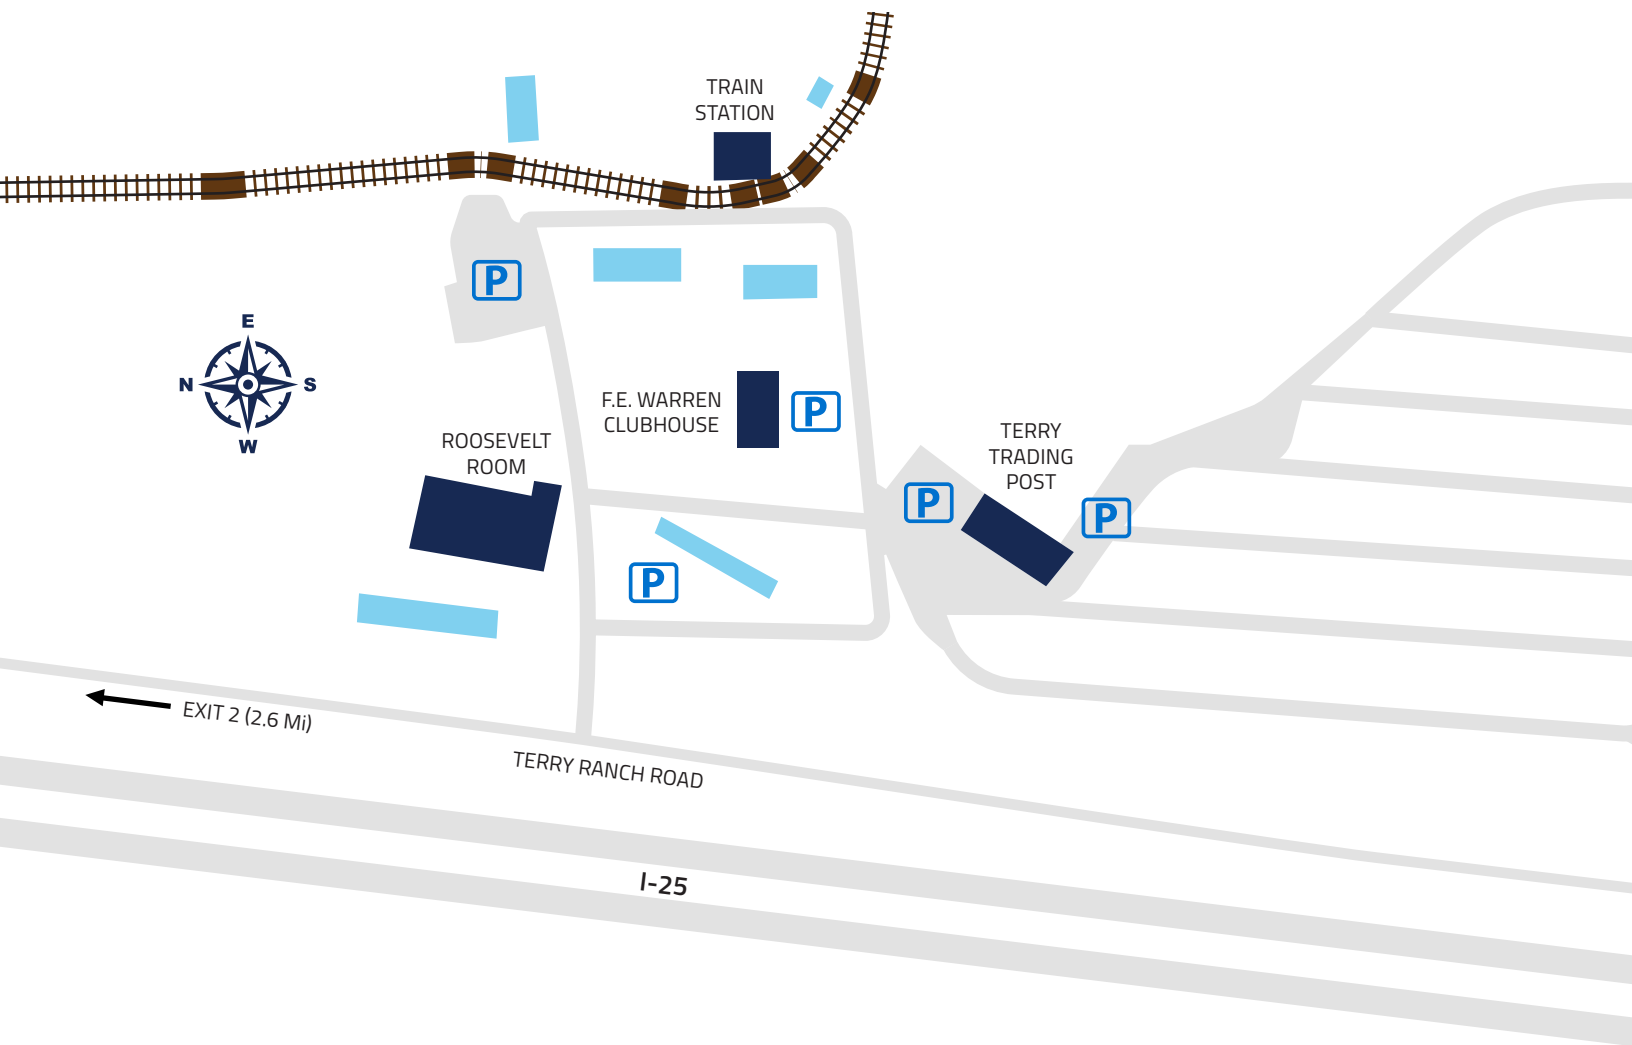 TRAIN
STATION
P
E
N
S
W
F.E. WARREN
CLUBHOUSE
P
ROOSEVELT
ROOM
TERRY
TRADING
POST
P
P
P
EXIT 2 (2.6 Mi)
TERRY RANCH ROAD
I-25